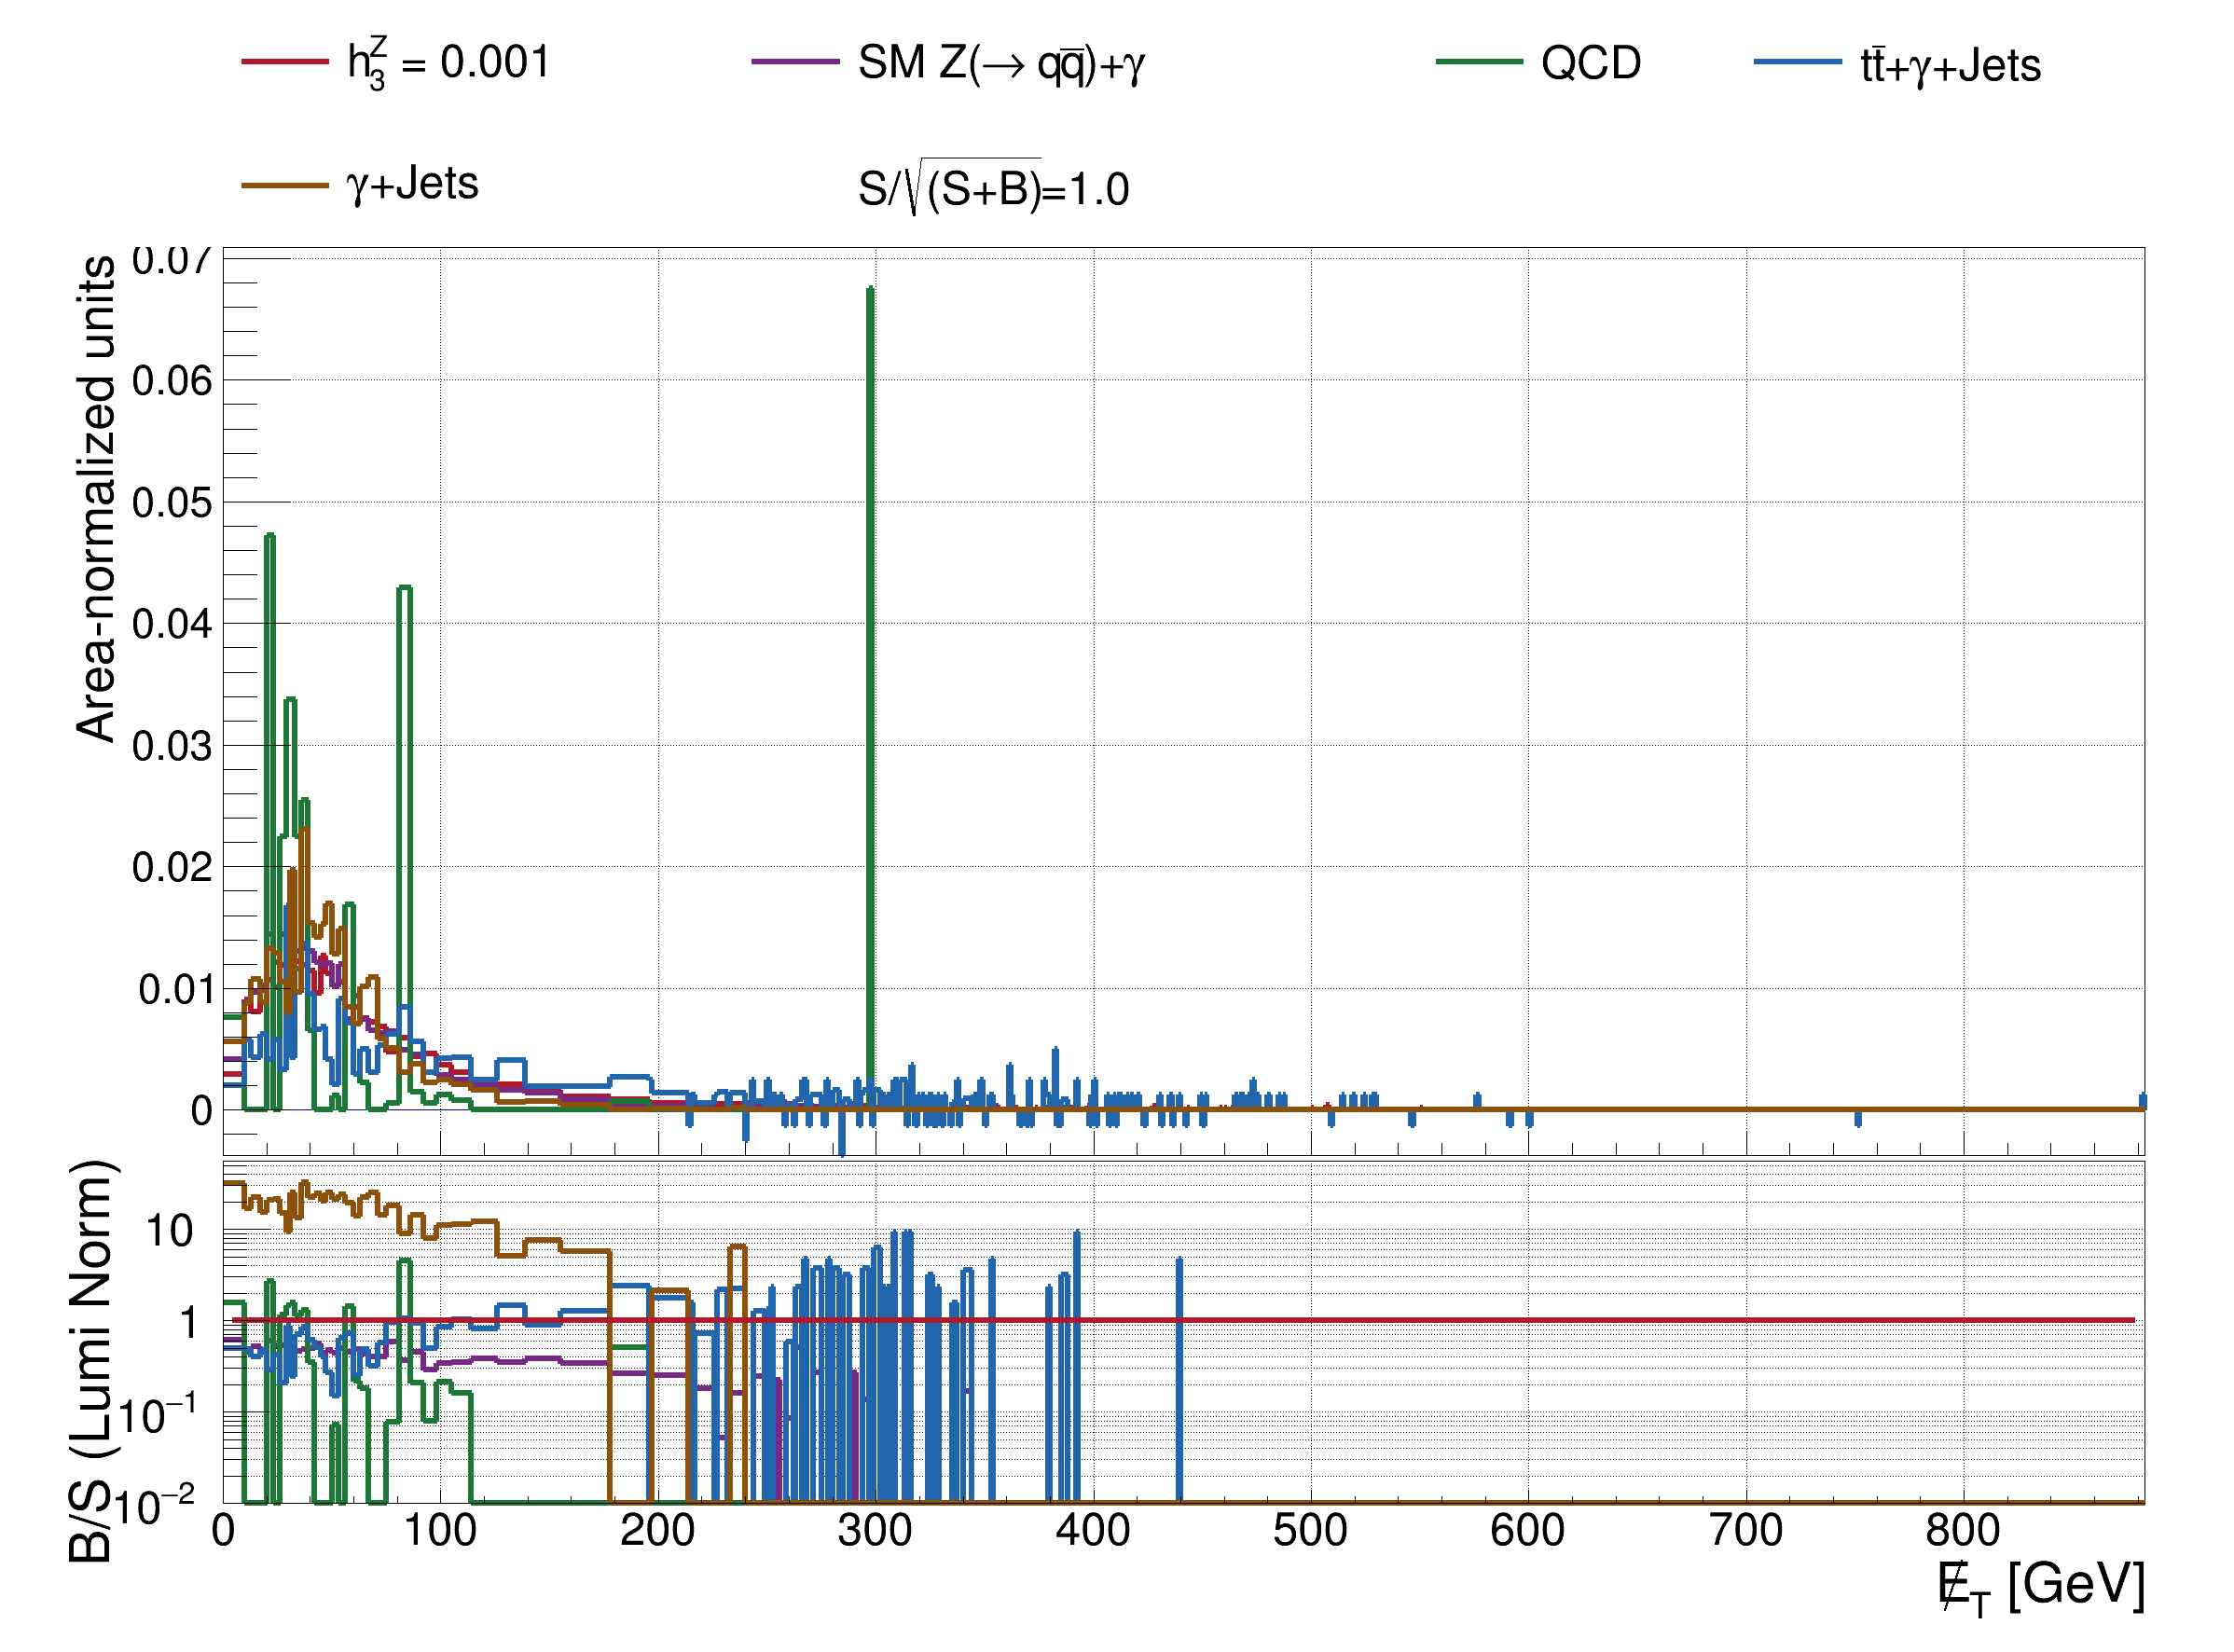 h₃ᶻ = 0.001 SM Z(→ qq̅)+γ QCD tt̅+γ+Jets
γ+Jets S/√(S+B)=1.0
Area-normalized units
0.07
0.06
0.05
0.04
0.03
0.02
0.01
0
B/S (Lumi Norm)
10
1
10⁻¹
10⁻²
0 100 200 300 400 500 600 700 800
E̸_T [GeV]